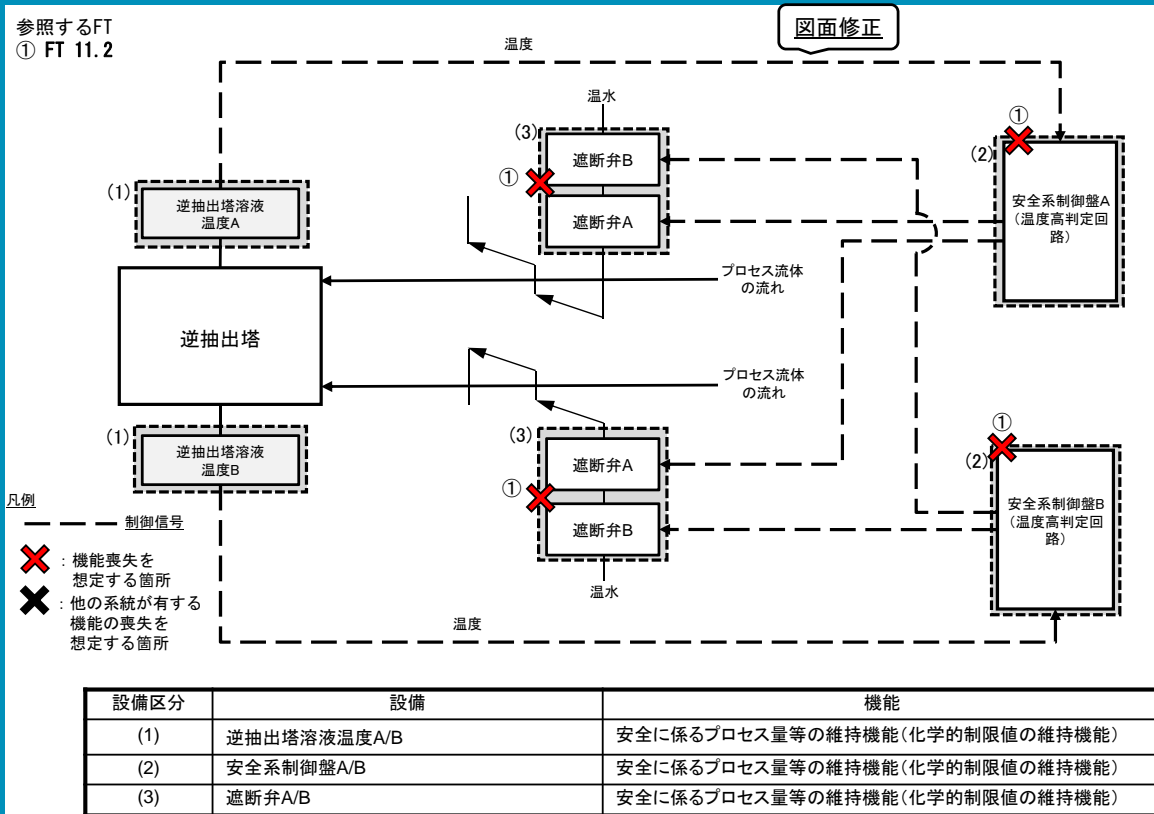 参照するFT
① FT 11.2
図面修正
温度
温水
①
(3)
(2)
遮断弁B
①
(1)
逆抽出塔溶液
温度A
遮断弁A
安全系制御盤A
(温度高判定回
路)
プロセス流体
の流れ
逆抽出塔
プロセス流体
の流れ
(1)
逆抽出塔溶液
温度B
(3)
遮断弁A
①
遮断弁B
温水
①
(2)
安全系制御盤B
(温度高判定回
路)
凡例
制御信号
:機能喪失を
想定する箇所
:他の系統が有する
機能の喪失を
想定する箇所
温度
設備区分 設備 機能
(1) 逆抽出塔溶液温度A/B 安全に係るプロセス量等の維持機能(化学的制限値の維持機能)
(2) 安全系制御盤A/B 安全に係るプロセス量等の維持機能(化学的制限値の維持機能)
(3) 遮断弁A/B 安全に係るプロセス量等の維持機能(化学的制限値の維持機能)